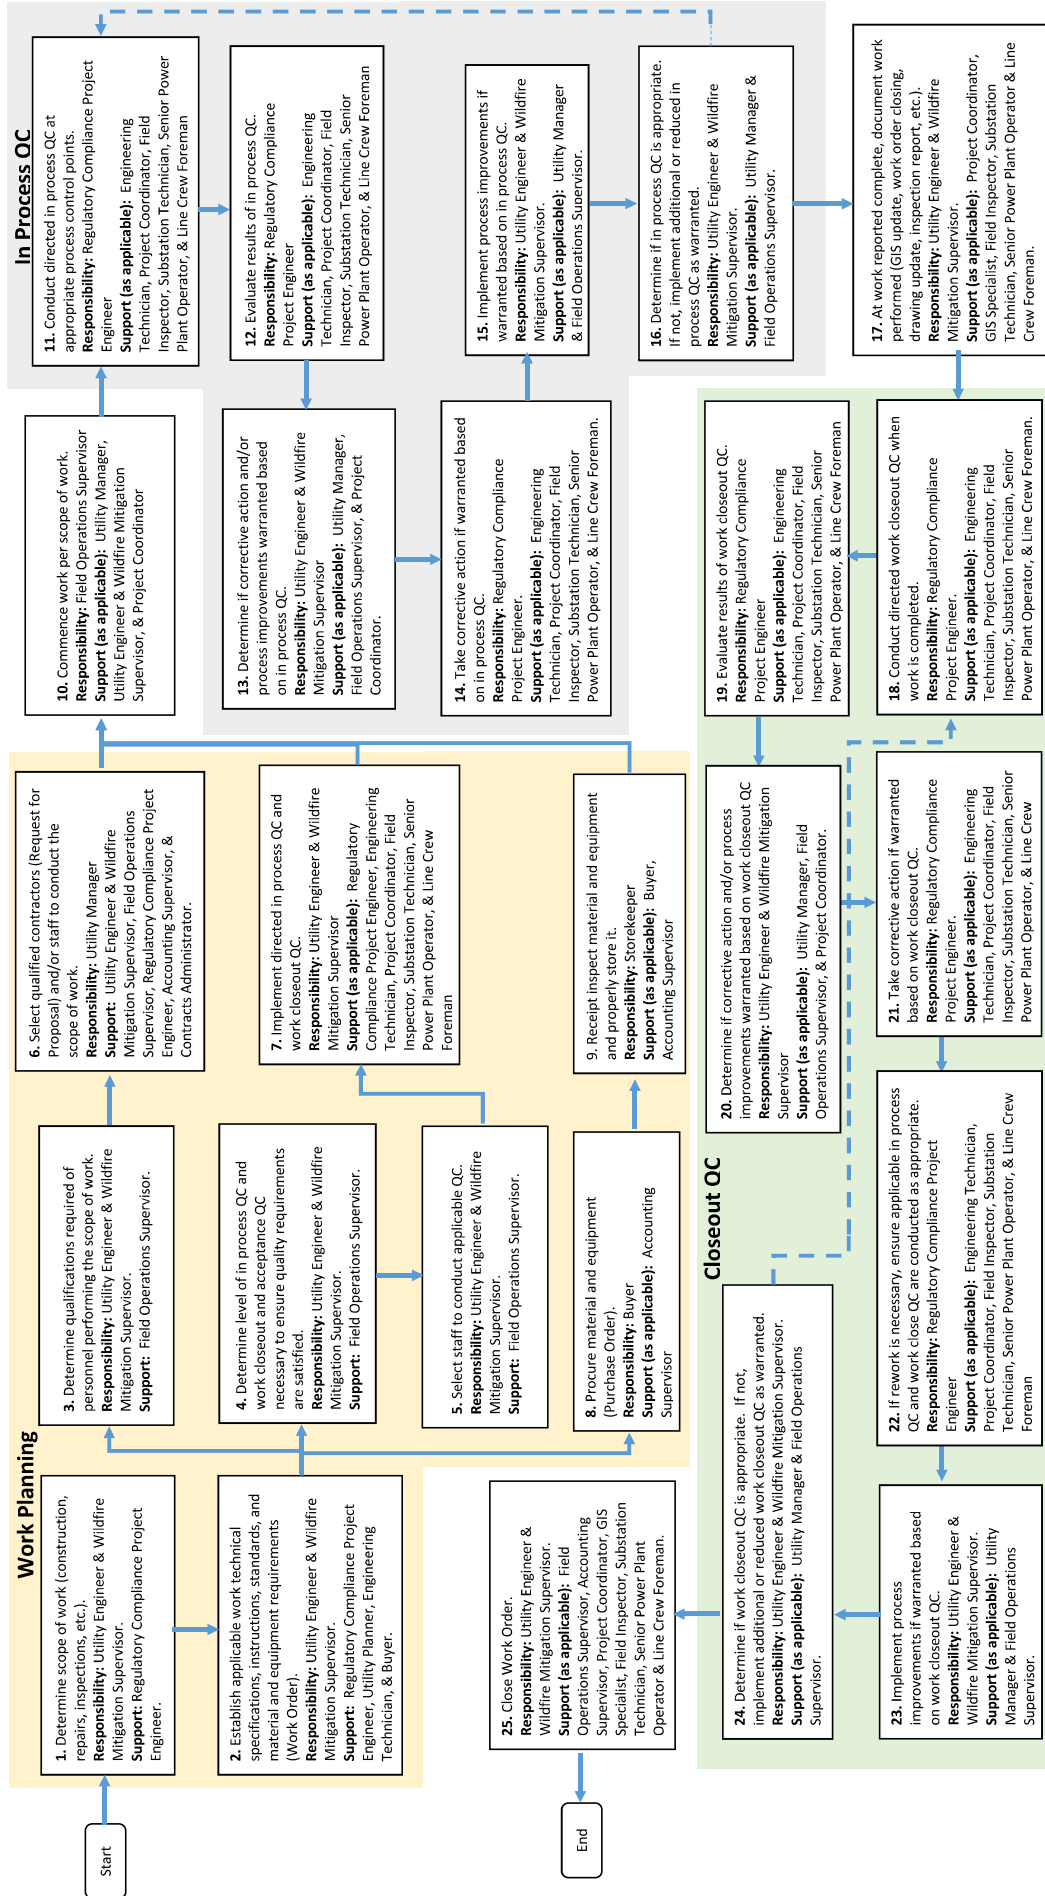 Work Planning
Start
1. Determine scope of work (construction,
repairs, inspections, etc.).
Responsibility: Utility Engineer & Wildfire
Mitigation Supervisor.
Support: Regulatory Compliance Project
Engineer.
2. Establish applicable work technical
specifications, instructions, standards, and
material and equipment requirements
(Work Order).
Responsibility: Utility Engineer & Wildfire
Mitigation Supervisor.
Support: Regulatory Compliance Project
Engineer, Utility Planner, Engineering
Technician, & Buyer.
3. Determine qualifications required of
personnel performing the scope of work.
Responsibility: Utility Engineer & Wildfire
Mitigation Supervisor.
Support: Field Operations Supervisor.
4. Determine level of in process QC and
work closeout and acceptance QC
necessary to ensure quality requirements
are satisfied.
Responsibility: Utility Engineer & Wildfire
Mitigation Supervisor.
Support: Field Operations Supervisor.
5. Select staff to conduct applicable QC.
Responsibility: Utility Engineer & Wildfire
Mitigation Supervisor.
Support: Field Operations Supervisor.
6. Select qualified contractors (Request for
Proposal) and/or staff to conduct the
scope of work.
Responsibility: Utility Manager
Support: Utility Engineer & Wildfire
Mitigation Supervisor, Field Operations
Supervisor, Regulatory Compliance Project
Engineer, Accounting Supervisor, &
Contracts Administrator.
7. Implement directed in process QC and
work closeout QC.
Responsibility: Utility Engineer & Wildfire
Mitigation Supervisor
Support (as applicable): Regulatory
Compliance Project Engineer, Engineering
Technician, Project Coordinator, Field
Inspector, Substation Technician, Senior
Power Plant Operator, & Line Crew
Foreman
8. Procure material and equipment
(Purchase Order).
Responsibility: Buyer
Support (as applicable): Accounting
Supervisor
9. Receipt inspect material and equipment
and properly store it.
Responsibility: Storekeeper
Support (as applicable): Buyer,
Accounting Supervisor
10. Commence work per scope of work.
Responsibility: Field Operations Supervisor
Support (as applicable): Utility Manager,
Utility Engineer & Wildfire Mitigation
Supervisor, & Project Coordinator
In Process QC
11. Conduct directed in process QC at
appropriate process control points.
Responsibility: Regulatory Compliance Project
Engineer
Support (as applicable): Engineering
Technician, Project Coordinator, Field
Inspector, Substation Technician, Senior Power
Plant Operator, & Line Crew Foreman
12. Evaluate results of in process QC.
Responsibility: Regulatory Compliance
Project Engineer
Support (as applicable): Engineering
Technician, Project Coordinator, Field
Inspector, Substation Technician, Senior
Power Plant Operator, & Line Crew Foreman
13. Determine if corrective action and/or
process improvements warranted based
on in process QC.
Responsibility: Utility Engineer & Wildfire
Mitigation Supervisor
Support (as applicable): Utility Manager,
Field Operations Supervisor, & Project
Coordinator.
14. Take corrective action if warranted based
on in process QC.
Responsibility: Regulatory Compliance
Project Engineer.
Support (as applicable): Engineering
Technician, Project Coordinator, Field
Inspector, Substation Technician, Senior
Power Plant Operator, & Line Crew Foreman.
15. Implement process improvements if
warranted based on in process QC.
Responsibility: Utility Engineer & Wildfire
Mitigation Supervisor.
Support (as applicable): Utility Manager
& Field Operations Supervisor.
16. Determine if in process QC is appropriate.
If not, implement additional or reduced in
process QC as warranted.
Responsibility: Utility Engineer & Wildfire
Mitigation Supervisor.
Support (as applicable): Utility Manager &
Field Operations Supervisor.
17. At work reported complete, document work
performed (GIS update, work order closing,
drawing update, inspection report, etc.).
Responsibility: Utility Engineer & Wildfire
Mitigation Supervisor.
Support (as applicable): Project Coordinator,
GIS Specialist, Field Inspector, Substation
Technician, Senior Power Plant Operator & Line
Crew Foreman.
Closeout QC
18. Conduct directed work closeout QC when
work is completed.
Responsibility: Regulatory Compliance
Project Engineer.
Support (as applicable): Engineering
Technician, Project Coordinator, Field
Inspector, Substation Technician, Senior
Power Plant Operator, & Line Crew Foreman.
19. Evaluate results of work closeout QC.
Responsibility: Regulatory Compliance
Project Engineer
Support (as applicable): Engineering
Technician, Project Coordinator, Field
Inspector, Substation Technician, Senior
Power Plant Operator, & Line Crew Foreman
20. Determine if corrective action and/or process
improvements warranted based on work closeout QC
Responsibility: Utility Engineer & Wildfire Mitigation
Supervisor
Support (as applicable): Utility Manager, Field
Operations Supervisor, & Project Coordinator.
21. Take corrective action if warranted
based on work closeout QC.
Responsibility: Regulatory Compliance
Project Engineer.
Support (as applicable): Engineering
Technician, Project Coordinator, Field
Inspector, Substation Technician, Senior
Power Plant Operator, & Line Crew
22. If rework is necessary, ensure applicable in process
QC and work close QC are conducted as appropriate.
Responsibility: Regulatory Compliance Project
Engineer
Support (as applicable): Engineering Technician,
Project Coordinator, Field Inspector, Substation
Technician, Senior Power Plant Operator, & Line Crew
Foreman
23. Implement process
improvements if warranted based
on work closeout QC.
Responsibility: Utility Engineer &
Wildfire Mitigation Supervisor.
Support (as applicable): Utility
Manager & Field Operations
Supervisor.
24. Determine if work closeout QC is appropriate. If not,
implement additional or reduced work closeout QC as warranted.
Responsibility: Utility Engineer & Wildfire Mitigation Supervisor.
Support (as applicable): Utility Manager & Field Operations
Supervisor.
25. Close Work Order.
Responsibility: Utility Engineer &
Wildfire Mitigation Supervisor.
Support (as applicable): Field
Operations Supervisor, Accounting
Supervisor, Project Coordinator, GIS
Specialist, Field Inspector, Substation
Technician, Senior Power Plant
Operator & Line Crew Foreman.
End